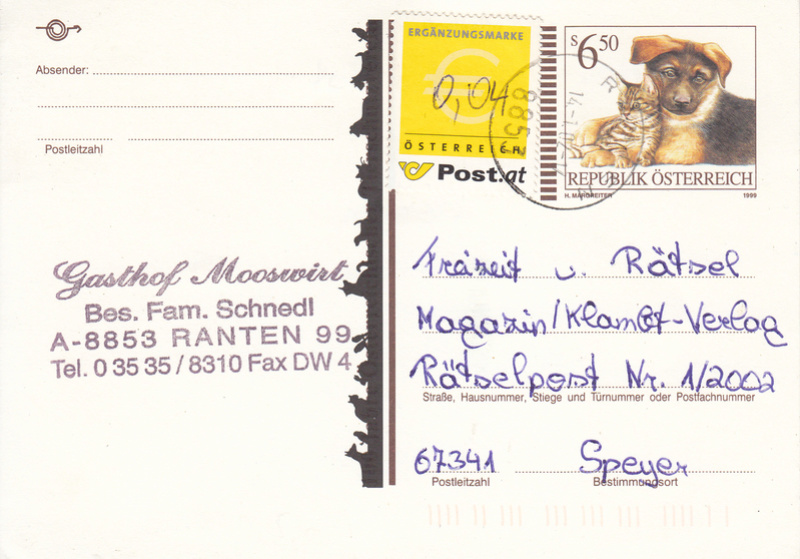 Absender:
Postleitzahl
Gasthof Mooswirt
Bes. Fam. Schnedl
A-8853 RANTEN 99
Tel. 0 35 35 / 8310 Fax DW 4
ERGÄNZUNGSMARKE
0,04
ÖSTERREICH
Post.at
S 6 50
REPUBLIK ÖSTERREICH
H. MARGREITER 1999
Freizeit u. Rätsel
Magazin/Klambt-Verlag
Rätselpost Nr. 1/2002
Straße, Hausnummer, Stiege und Türnummer oder Postfachnummer
67341 Speyer
Postleitzahl Bestimmungsort